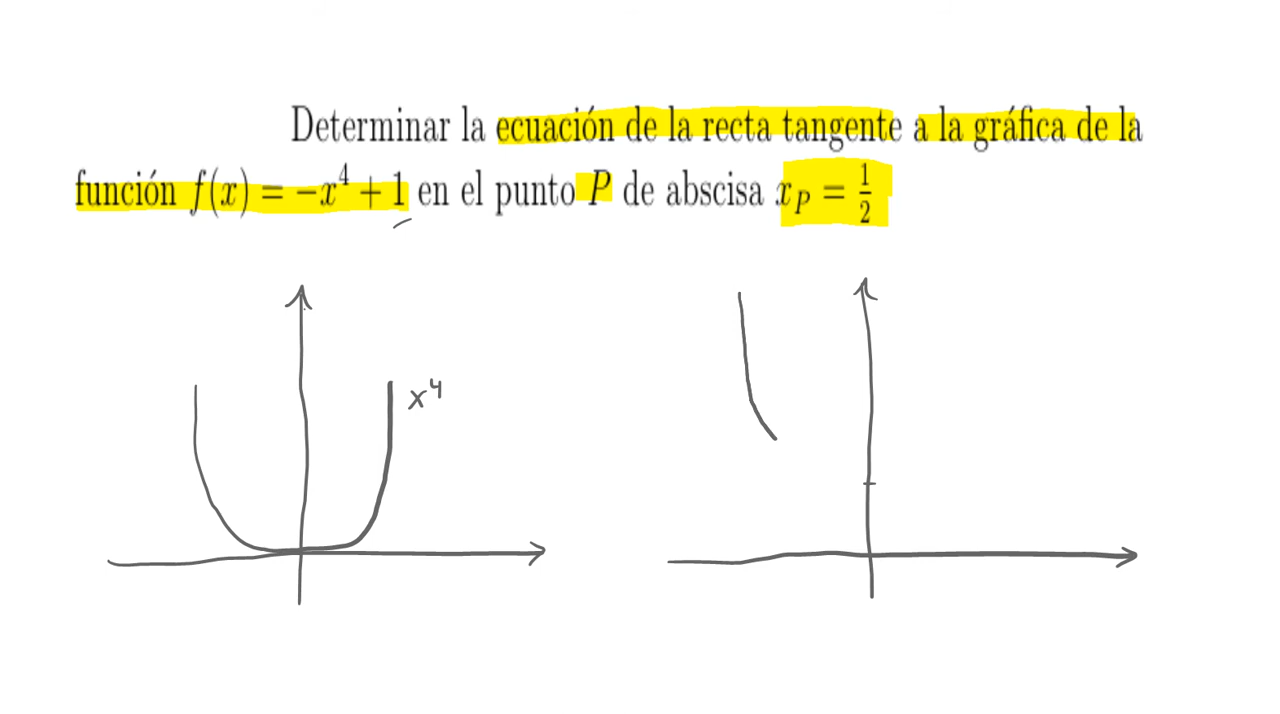 Determinar la ecuación de la recta tangente a la gráfica de la
función f(x) = −x⁴ + 1 en el punto P de abscisa x_P = 1/2
x⁴